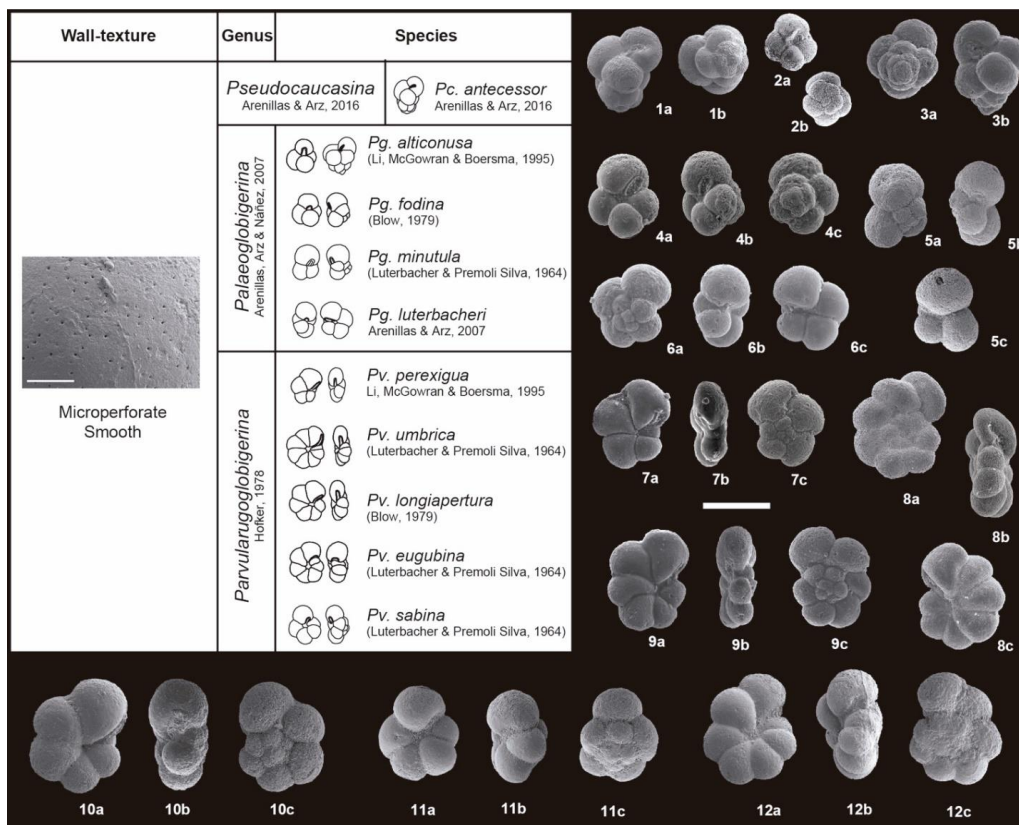 Wall-texture
Genus
Species
Pseudocaucasina
Arenillas & Arz, 2016
Pc. antecessor
Arenillas & Arz, 2016
Palaeoglobigerina
Arenillas, Arz & Náñez, 2007
Pg. alticonusa
(Li, McGowran & Boersma, 1995)
Pg. fodina
(Blow, 1979)
Pg. minutula
(Luterbacher & Premoli Silva, 1964)
Pg. luterbacheri
Arenillas & Arz, 2007
Microperforate
Smooth
Parvularugoglobigerina
Hofker, 1978
Pv. perexigua
Li, McGowran & Boersma, 1995
Pv. umbrica
(Luterbacher & Premoli Silva, 1964)
Pv. longiapertura
(Blow, 1979)
Pv. eugubina
(Luterbacher & Premoli Silva, 1964)
Pv. sabina
(Luterbacher & Premoli Silva, 1964)
1a 1b 2a 2b 3a 3b
4a 4b 4c 5a 5b
6a 6b 6c 5c
7a 7b 7c 8a 8b
9a 9b 9c 8c
10a 10b 10c 11a 11b 11c 12a 12b 12c